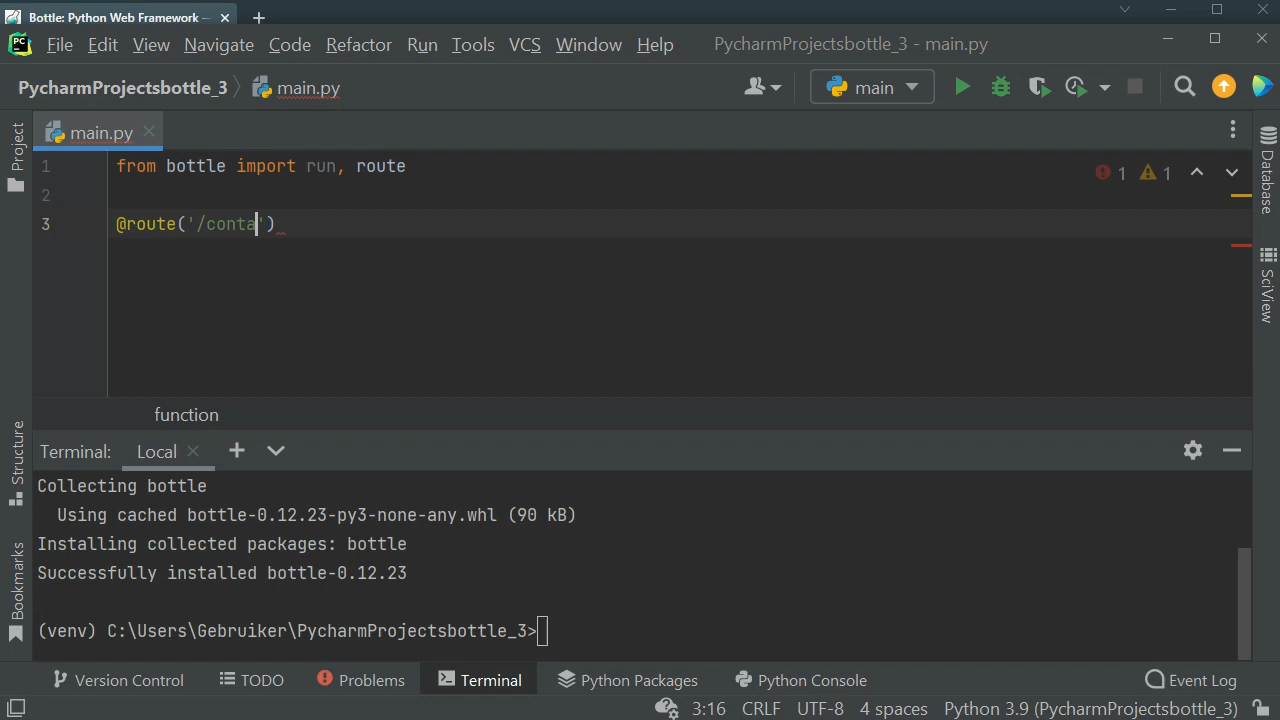 Bottle: Python Web Framework —
File Edit View Navigate Code Refactor Run Tools VCS Window Help PycharmProjectsbottle_3 - main.py
PycharmProjectsbottle_3 main.py main
main.py
Project
Structure
Bookmarks
Database
SciView
1 from bottle import run, route
1 1
2
3 @route('/conta')
function
Terminal: Local
Collecting bottle
Using cached bottle-0.12.23-py3-none-any.whl (90 kB)
Installing collected packages: bottle
Successfully installed bottle-0.12.23
(venv) C:\Users\Gebruiker\PycharmProjectsbottle_3>
Version Control TODO Problems Terminal Python Packages Python Console Event Log
3:16 CRLF UTF-8 4 spaces Python 3.9 (PycharmProjectsbottle_3)